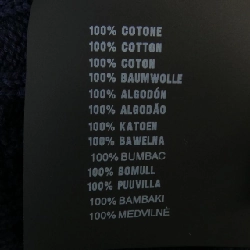 100% COTONE
100% COTTON
100% COTON
100% BAUMWOLLE
100% ALGODÓN
100% ALGODÃO
100% KATOEN
100% BAWELNA
100% BUMBAC
100% BOMULL
100% PUUVILLA
100% BAMBAKI
100% MEDVILNĖ